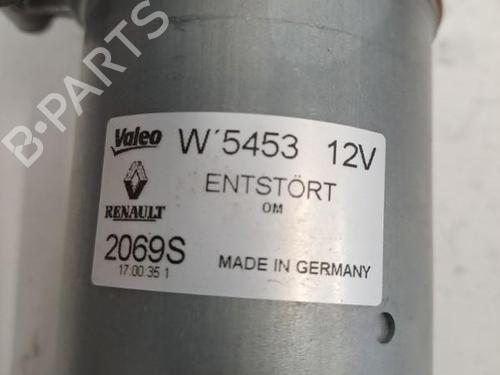 B-PARTS
Valeo W´5453 12V
ENTSTÖRT
OM
RENAULT
2069S
17.00 35 1
MADE IN GERMANY